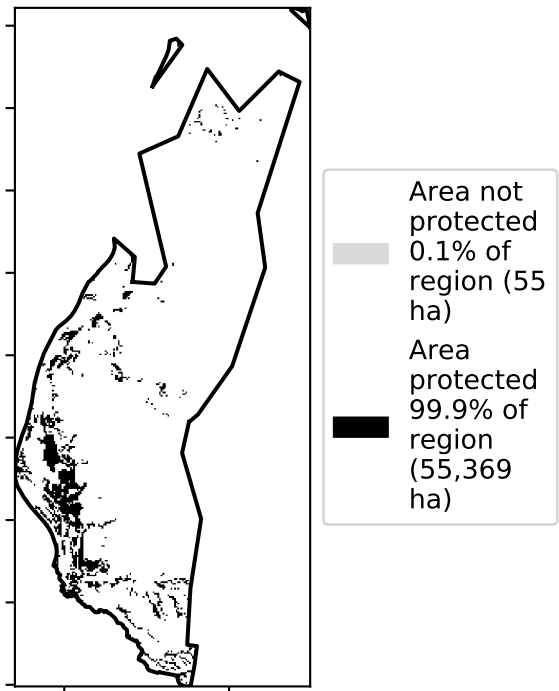 Area not
protected
0.1% of
region (55
ha)
Area
protected
99.9% of
region
(55,369
ha)